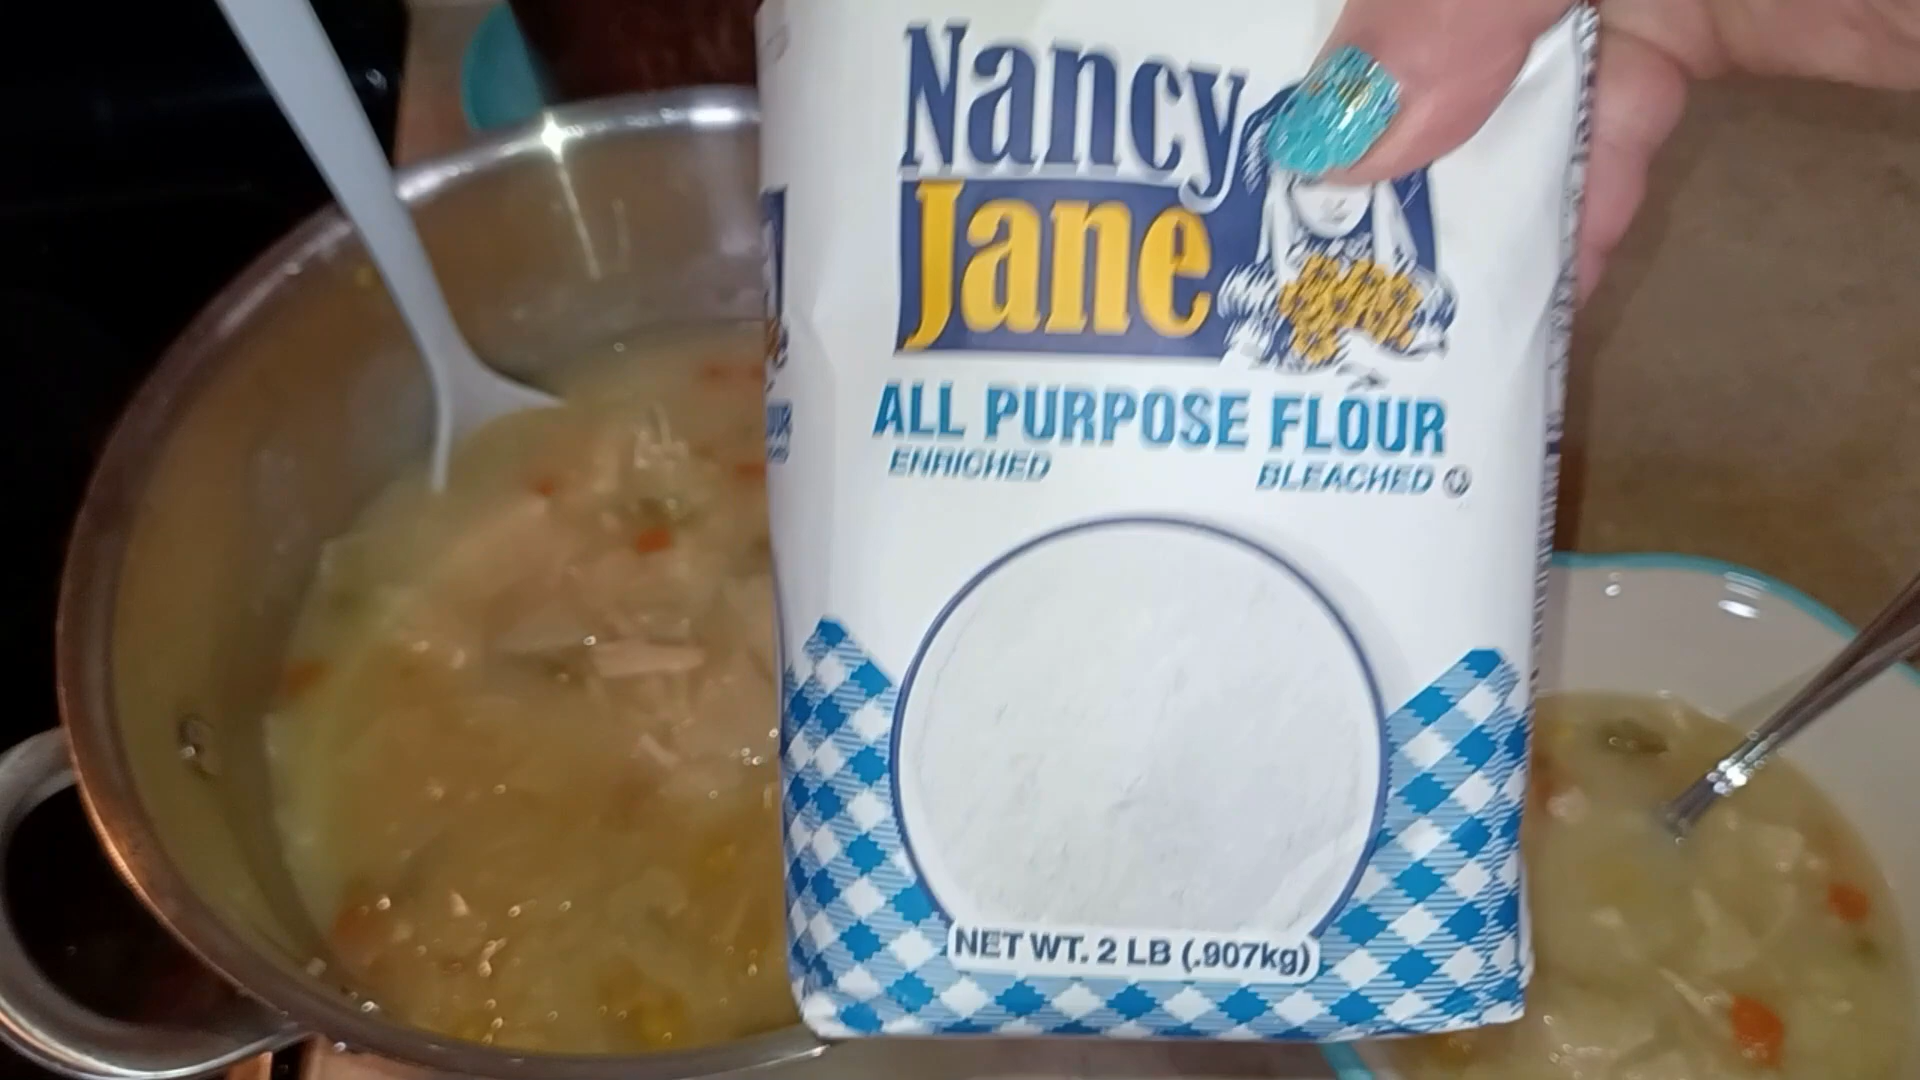 Nancy
Jane
ALL PURPOSE FLOUR
ENRICHED BLEACHED
NET WT. 2 LB (.907kg)